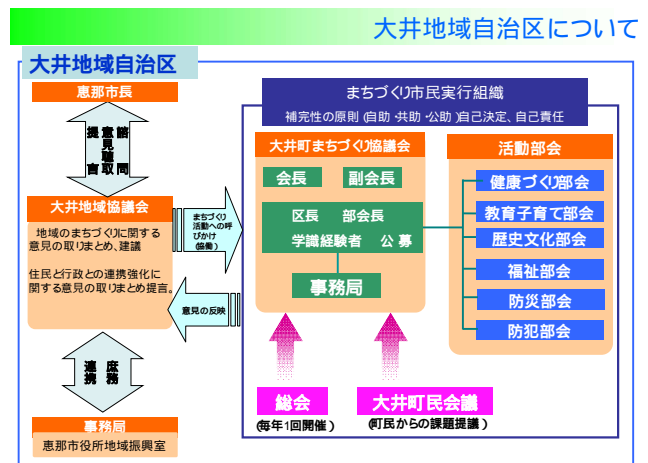 大井地域自治区について
大井地域自治区
恵那市長
諮問
意見聴取
提言
大井地域協議会
地域のまちづくりに関する
意見の取りまとめ、建議
住民と行政との連携強化に
関する意見の取りまとめ提言。
庶務
連携
事務局
恵那市役所地域振興室
まちづくり
活動への呼
びかけ
(協働)
意見の反映
まちづくり市民実行組織
補完性の原則(自助・共助・公助)自己決定、自己責任
大井町まちづくり協議会
会長
副会長
区長 部会長
学識経験者 公募
事務局
活動部会
健康づくり部会
教育子育て部会
歴史文化部会
福祉部会
防災部会
防犯部会
総会
(毎年1回開催)
大井町民会議
(町民からの課題提議)